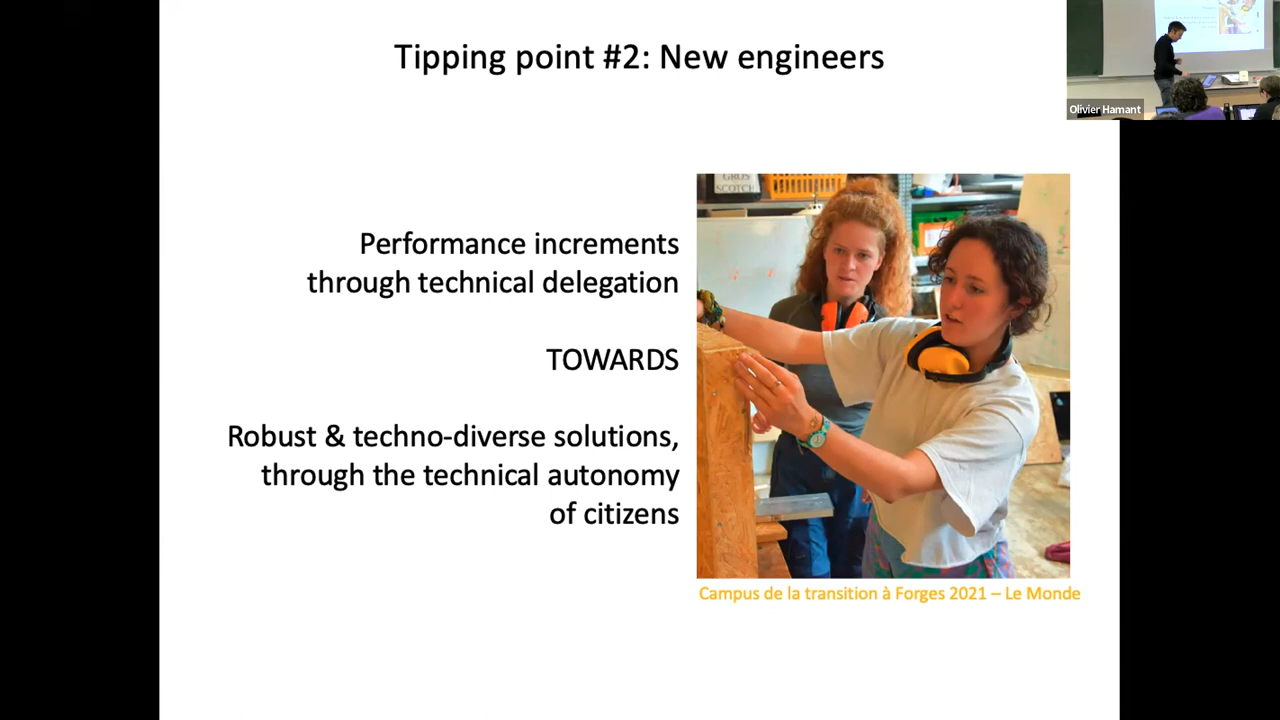 Tipping point #2: New engineers
Olivier Hamant
Performance increments
through technical delegation
TOWARDS
Robust & techno-diverse solutions,
through the technical autonomy
of citizens
GROS
SCOTCH
Campus de la transition à Forges 2021 – Le Monde